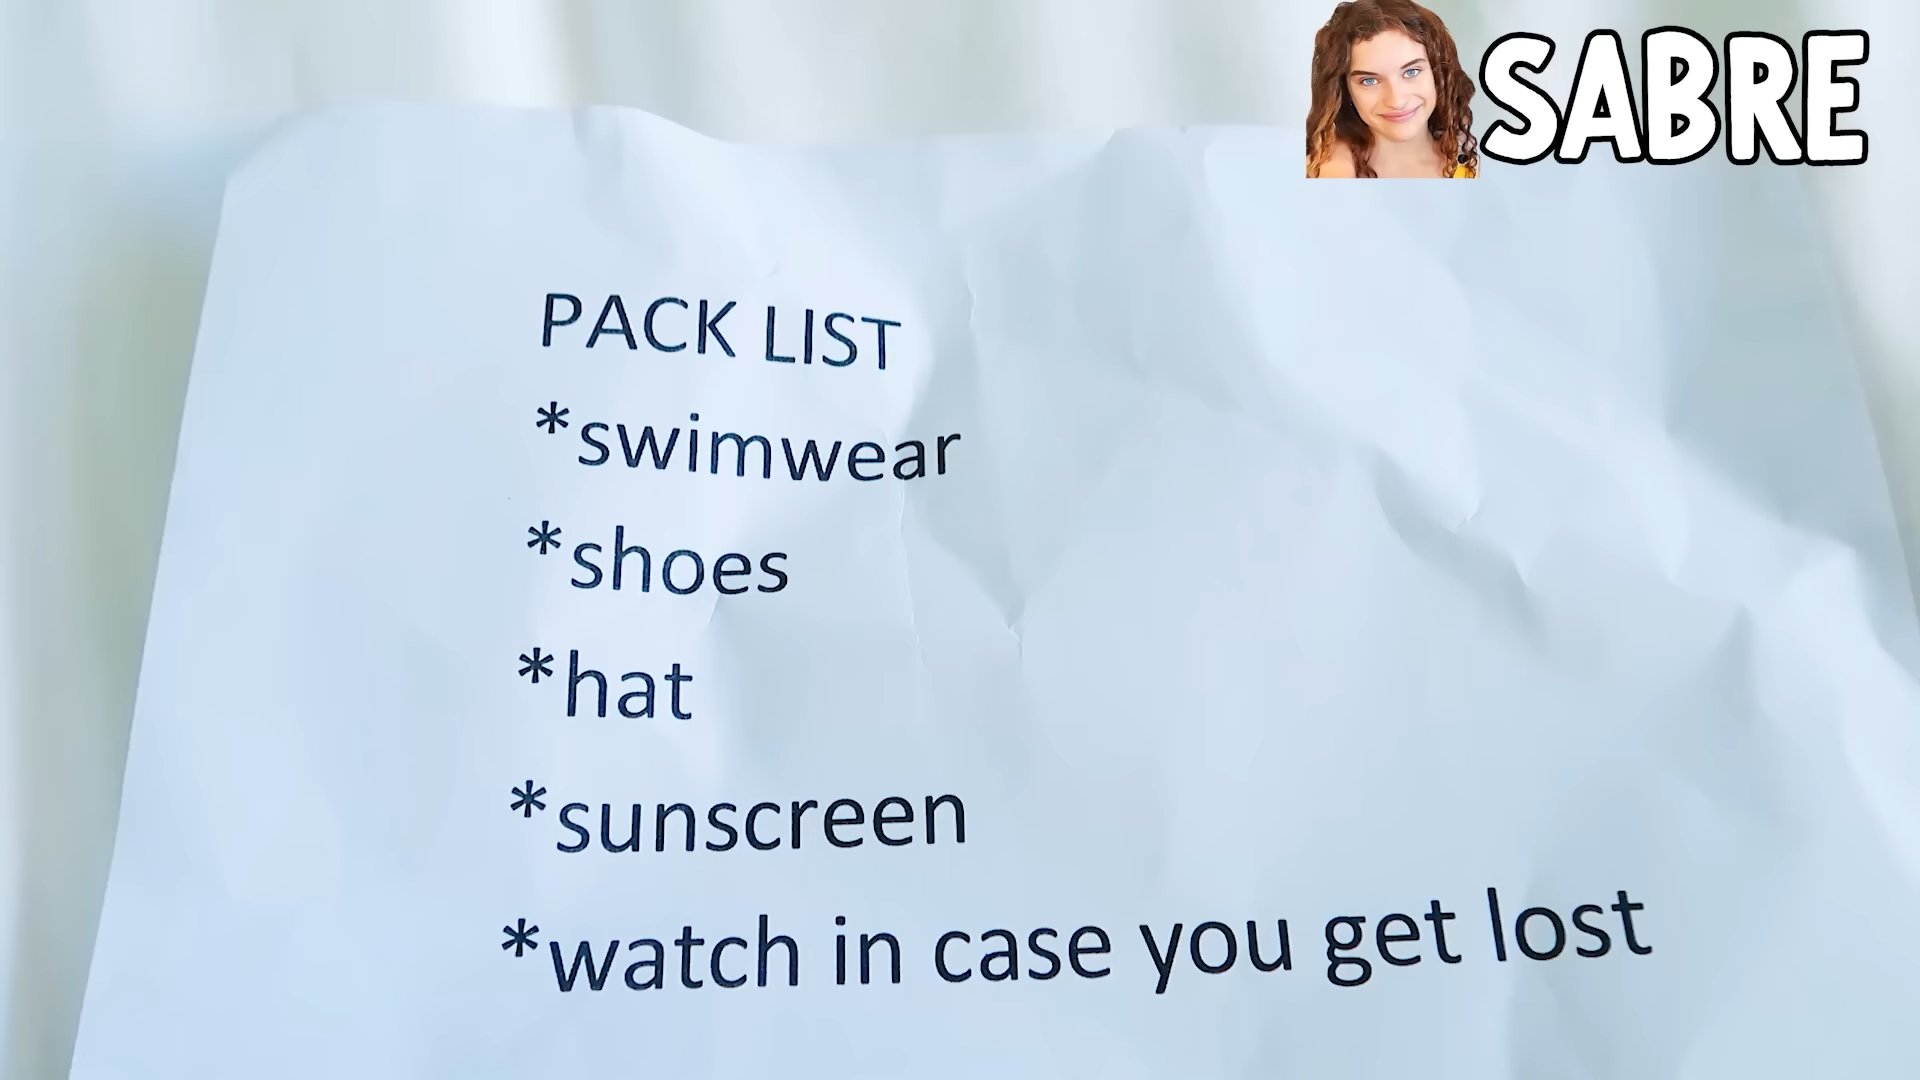 SABRE
PACK LIST
*swimwear
*shoes
*hat
*sunscreen
*watch in case you get lost